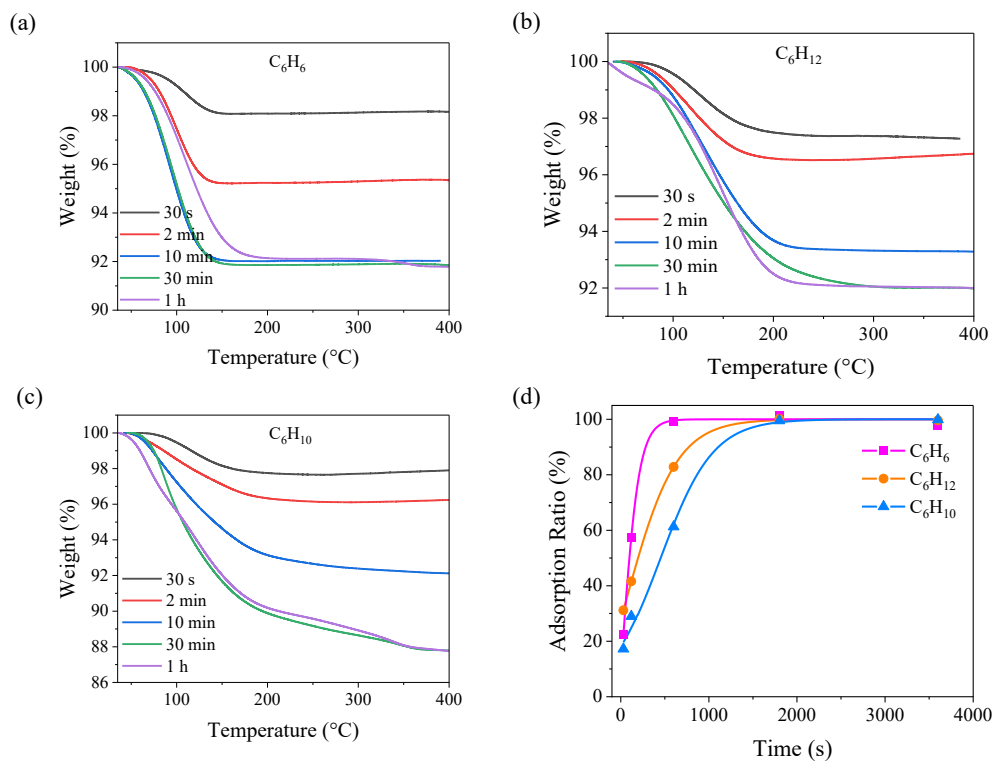 (a)
C₆H₆
100
98
96
94
92
90
Weight (%)
30 s
2 min
10 min
30 min
1 h
100
200
300
400
Temperature (°C)
(b)
C₆H₁₂
100
98
96
94
92
Weight (%)
30 s
2 min
10 min
30 min
1 h
100
200
300
400
Temperature (°C)
(c)
C₆H₁₀
100
98
96
94
92
90
88
86
Weight (%)
30 s
2 min
10 min
30 min
1 h
100
200
300
400
Temperature (°C)
(d)
100
80
60
40
20
0
Adsorption Ratio (%)
C₆H₆
C₆H₁₂
C₆H₁₀
0
1000
2000
3000
4000
Time (s)